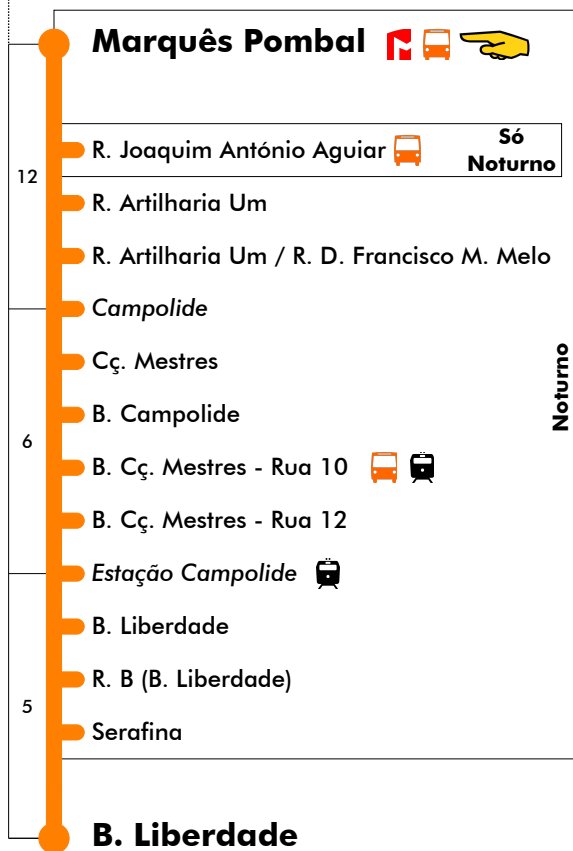 Marquês Pombal
R. Joaquim António Aguiar
Só
Noturno
12
R. Artilharia Um
R. Artilharia Um / R. D. Francisco M. Melo
Campolide
Cç. Mestres
Noturno
B. Campolide
6
B. Cç. Mestres - Rua 10
B. Cç. Mestres - Rua 12
Estação Campolide
B. Liberdade
R. B (B. Liberdade)
5
Serafina
B. Liberdade